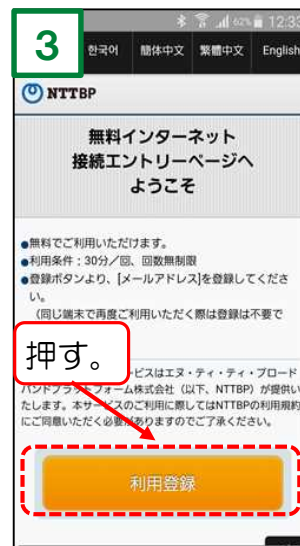 3
62% 12:33
한국어 簡体中文 繁體中文 English
NTTBP
無料インターネット
接続エントリーページへ
ようこそ
●無料でご利用いただけます。
●利用条件：30分／回、回数無制限
●登録ボタンより、[メールアドレス]を登録してくださ
い。
（同じ端末で再度ご利用いただく際は登録は不要で
押す。
ビスはエヌ・ティ・ティ・ブロード
バンドプラットフォーム株式会社（以下、NTTBP）が提供い
たします。本サービスのご利用に際してはNTTBPの利用規約
にご同意いただく必要がありますのでご了承ください。
利用登録